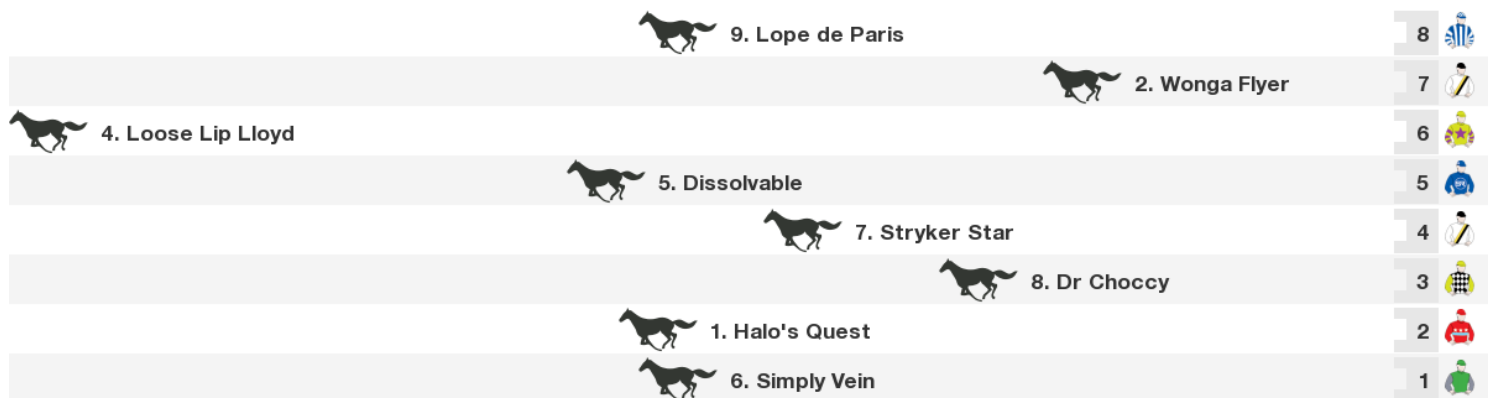 9. Lope de Paris 8
2. Wonga Flyer 7
4. Loose Lip Lloyd 6
5. Dissolvable 5
7. Stryker Star 4
8. Dr Choccy 3
1. Halo's Quest 2
6. Simply Vein 1